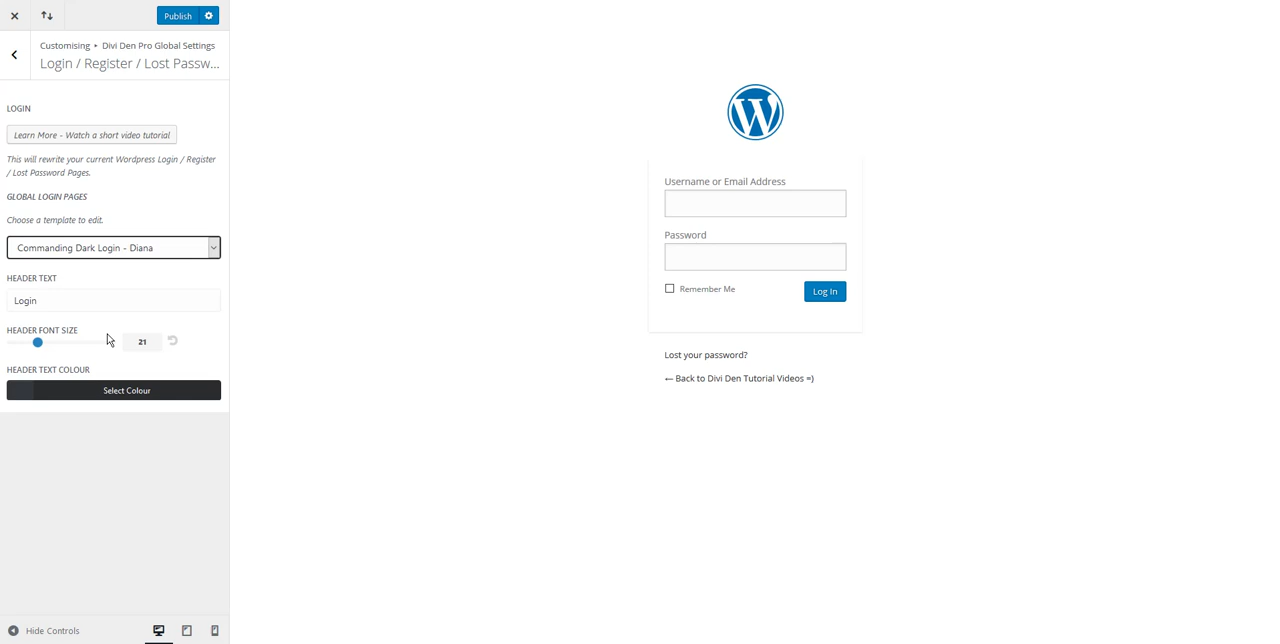 Publish
Customising ▸ Divi Den Pro Global Settings
Login / Register / Lost Passw...
LOGIN
Learn More - Watch a short video tutorial
This will rewrite your current Wordpress Login / Register
/ Lost Password Pages.
GLOBAL LOGIN PAGES
Choose a template to edit.
Commanding Dark Login - Diana
HEADER TEXT
Login
HEADER FONT SIZE
21
HEADER TEXT COLOUR
Select Colour
Hide Controls
Username or Email Address
Password
Remember Me
Log In
Lost your password?
← Back to Divi Den Tutorial Videos =)